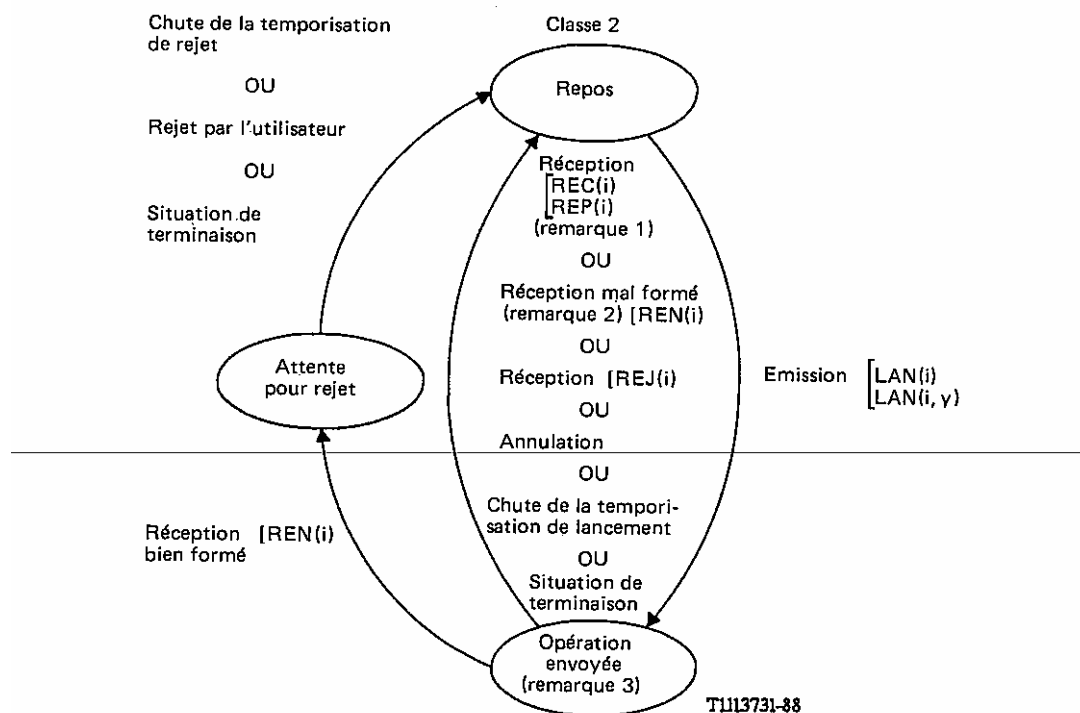 Classe 2
Chute de la temporisation
de rejet
OU
Rejet par l'utilisateur
OU
Situation de
terminaison
Repos
Réception
[REC(i)
[REP(i)
(remarque 1)
OU
Réception mal formé
(remarque 2) [REN(i)
OU
Réception [REJ(i)
OU
Annulation
OU
Chute de la tempori-
sation de lancement
OU
Situation de
terminaison
Attente
pour rejet
Emission [LAN(i)
[LAN(i, y)
Réception [REN(i)
bien formé
Opération
envoyée
(remarque 3)
T1113731-88